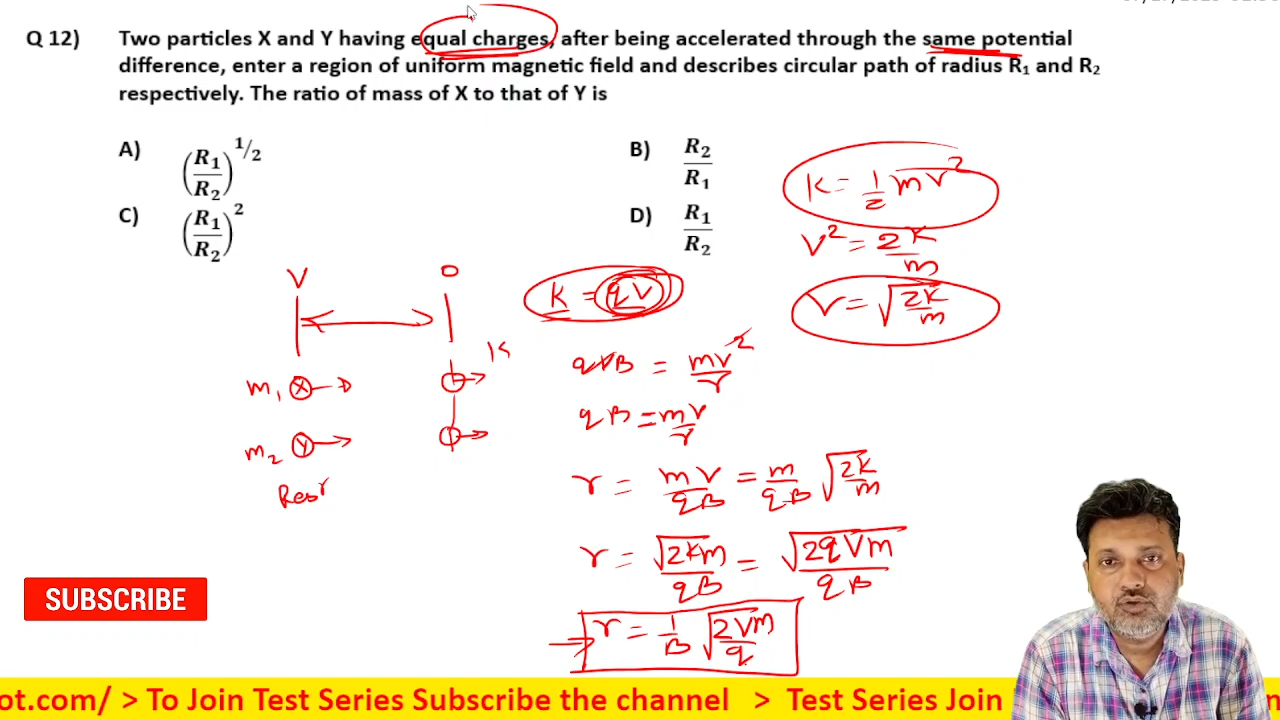 Q 12) Two particles X and Y having equal charges, after being accelerated through the same potential
difference, enter a region of uniform magnetic field and describes circular path of radius R₁ and R₂
respectively. The ratio of mass of X to that of Y is
A) (R₁/R₂)^1/2
B) R₂/R₁
C) (R₁/R₂)^2
D) R₁/R₂
K = 1/2 mv²
v² = 2K/m
v = √(2K/m)
V 0
K = qV
K
m₁ X
m₂ Y
qvB = mv²/r
qB = mv/r
r = mv/qB = m/qB √(2K/m)
r = √(2Km)/qB = √(2qVm)/qB
r = 1/B √(2Vm/q)
SUBSCRIBE
ot.com/ > To Join Test Series Subscribe the channel > Test Series Join